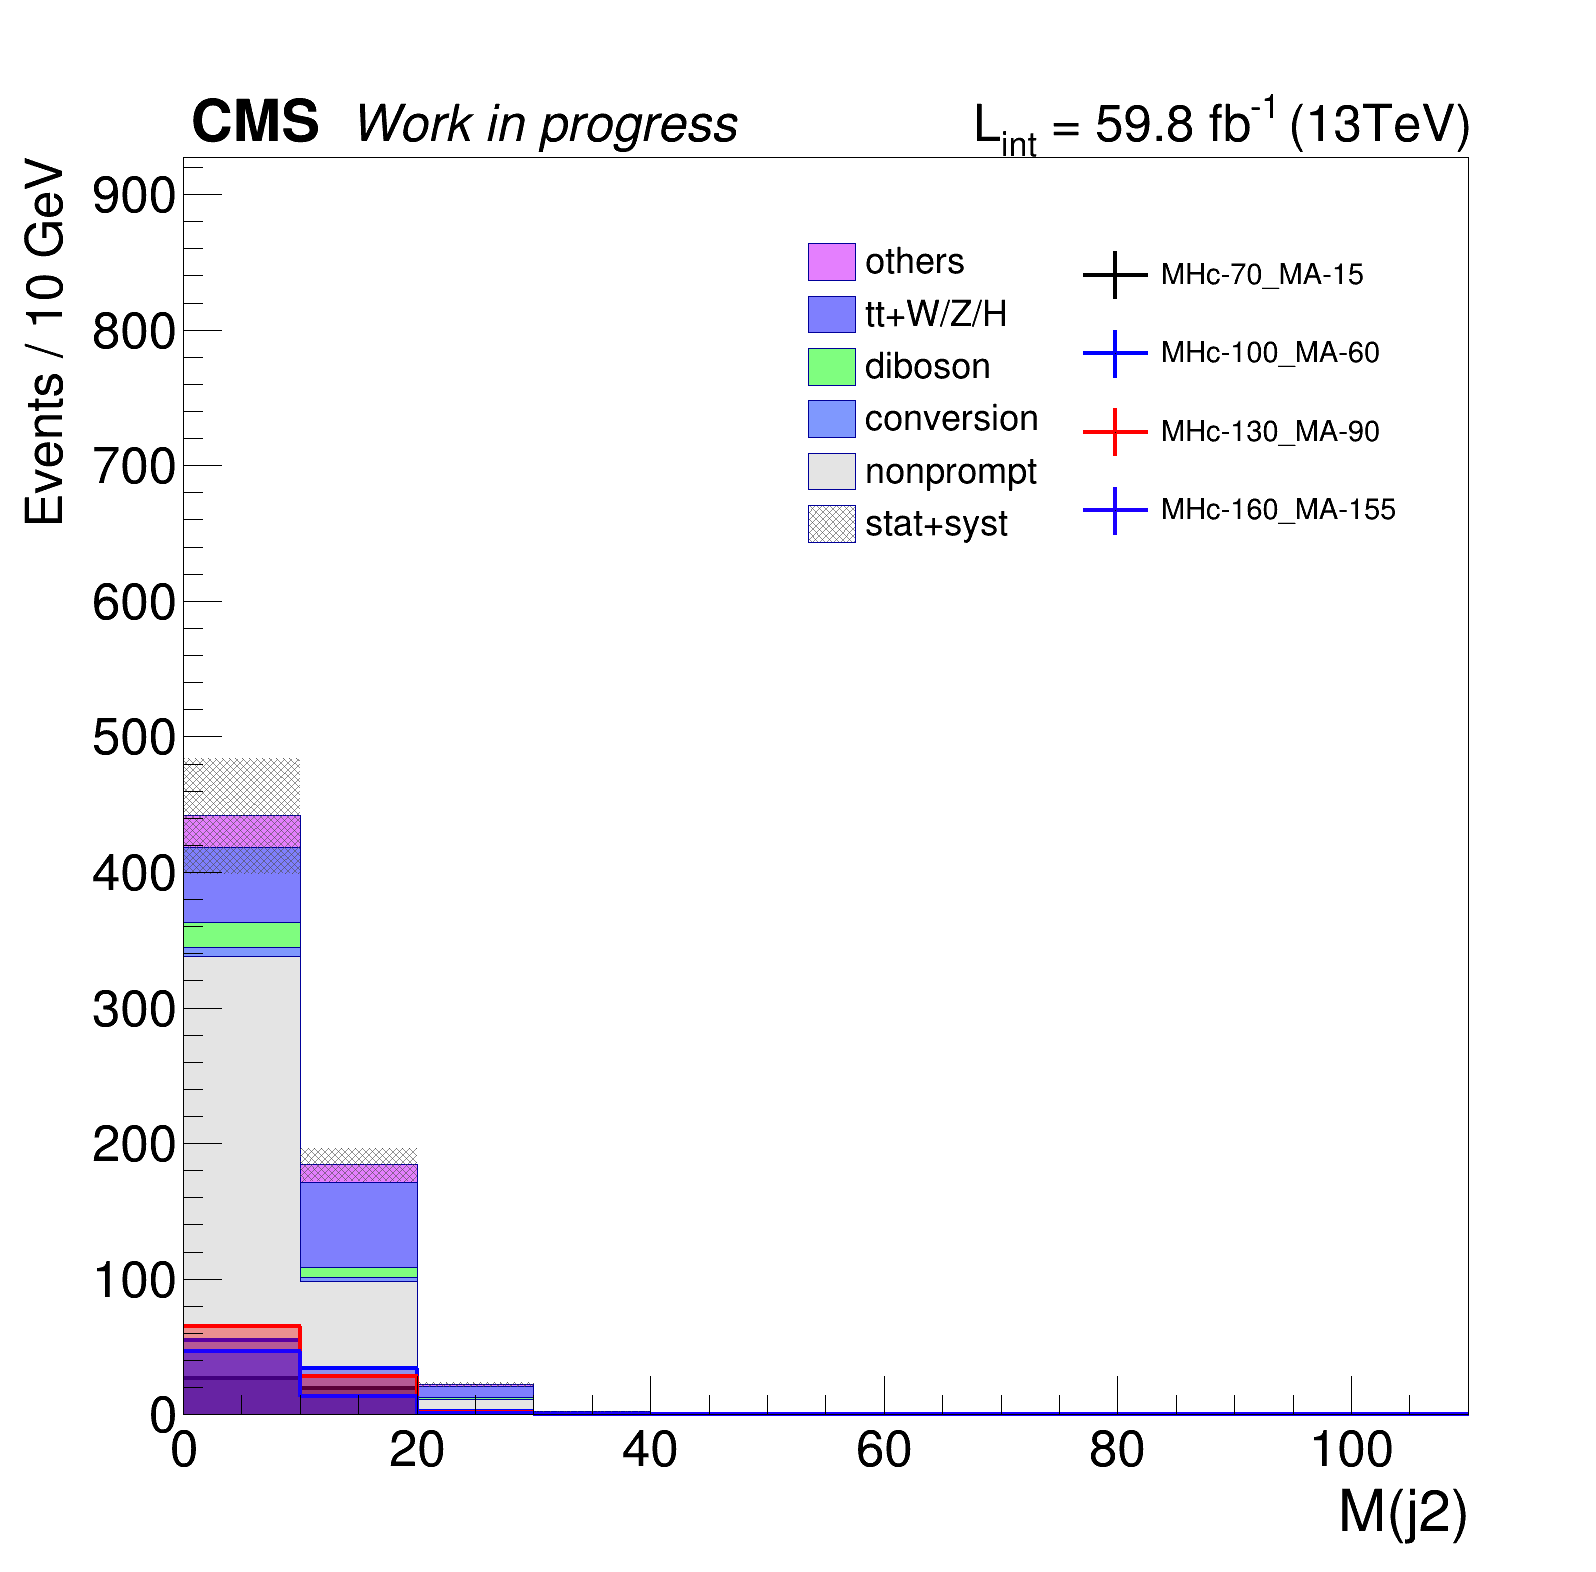 CMS Work in progress L_int = 59.8 fb^-1 (13TeV)
Events / 10 GeV
900
800
700
600
500
400
300
200
100
0
others
tt+W/Z/H
diboson
conversion
nonprompt
stat+syst
MHc-70_MA-15
MHc-100_MA-60
MHc-130_MA-90
MHc-160_MA-155
0 20 40 60 80 100
M(j2)